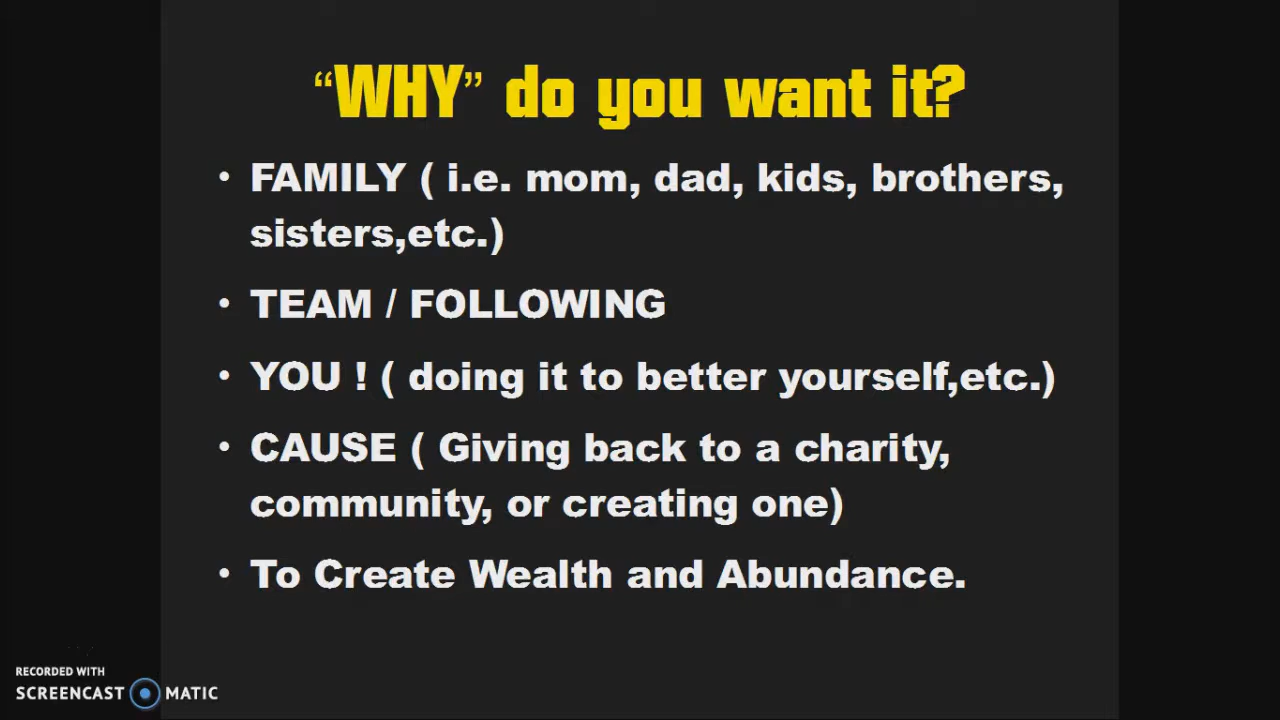 “WHY” do you want it?
• FAMILY ( i.e. mom, dad, kids, brothers,
sisters,etc.)
• TEAM / FOLLOWING
• YOU ! ( doing it to better yourself,etc.)
• CAUSE ( Giving back to a charity,
community, or creating one)
• To Create Wealth and Abundance.
RECORDED WITH
SCREENCAST MATIC